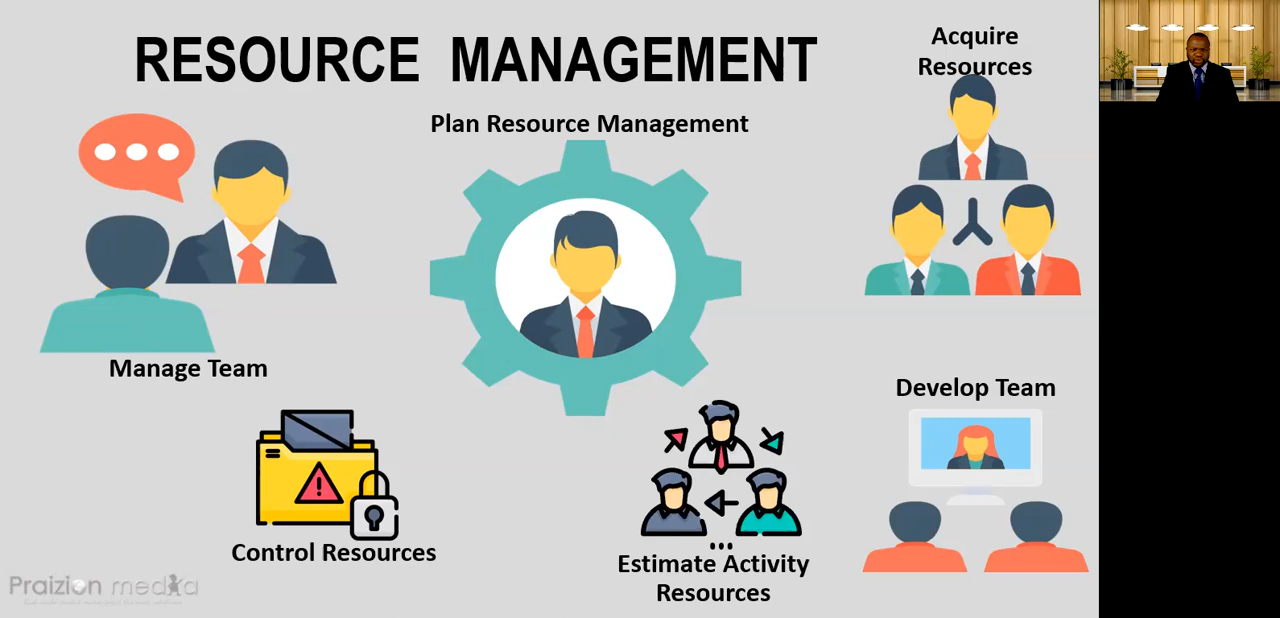 RESOURCE MANAGEMENT
Acquire
Resources
Plan Resource Management
Manage Team
Develop Team
Control Resources
Estimate Activity
Resources
Praizion media